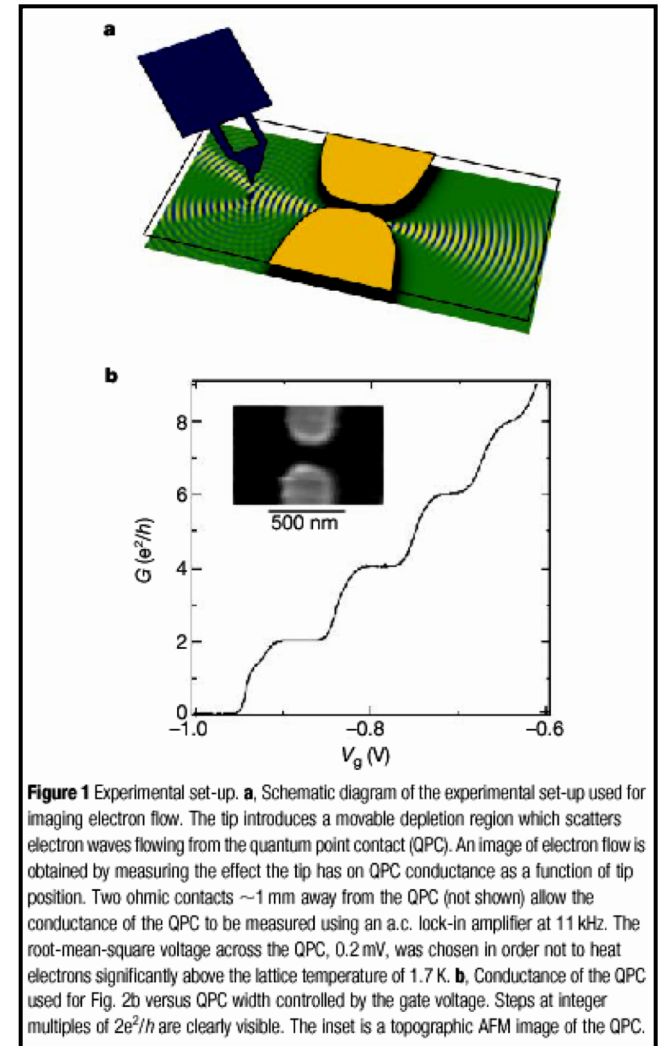 a
b
8
6
4
2
0
G (e²/h)
500 nm
–1.0
–0.8
–0.6
Vg (V)
Figure 1 Experimental set-up. a, Schematic diagram of the experimental set-up used for
imaging electron flow. The tip introduces a movable depletion region which scatters
electron waves flowing from the quantum point contact (QPC). An image of electron flow is
obtained by measuring the effect the tip has on QPC conductance as a function of tip
position. Two ohmic contacts ~1 mm away from the QPC (not shown) allow the
conductance of the QPC to be measured using an a.c. lock-in amplifier at 11 kHz. The
root-mean-square voltage across the QPC, 0.2 mV, was chosen in order not to heat
electrons significantly above the lattice temperature of 1.7 K. b, Conductance of the QPC
used for Fig. 2b versus QPC width controlled by the gate voltage. Steps at integer
multiples of 2e²/h are clearly visible. The inset is a topographic AFM image of the QPC.